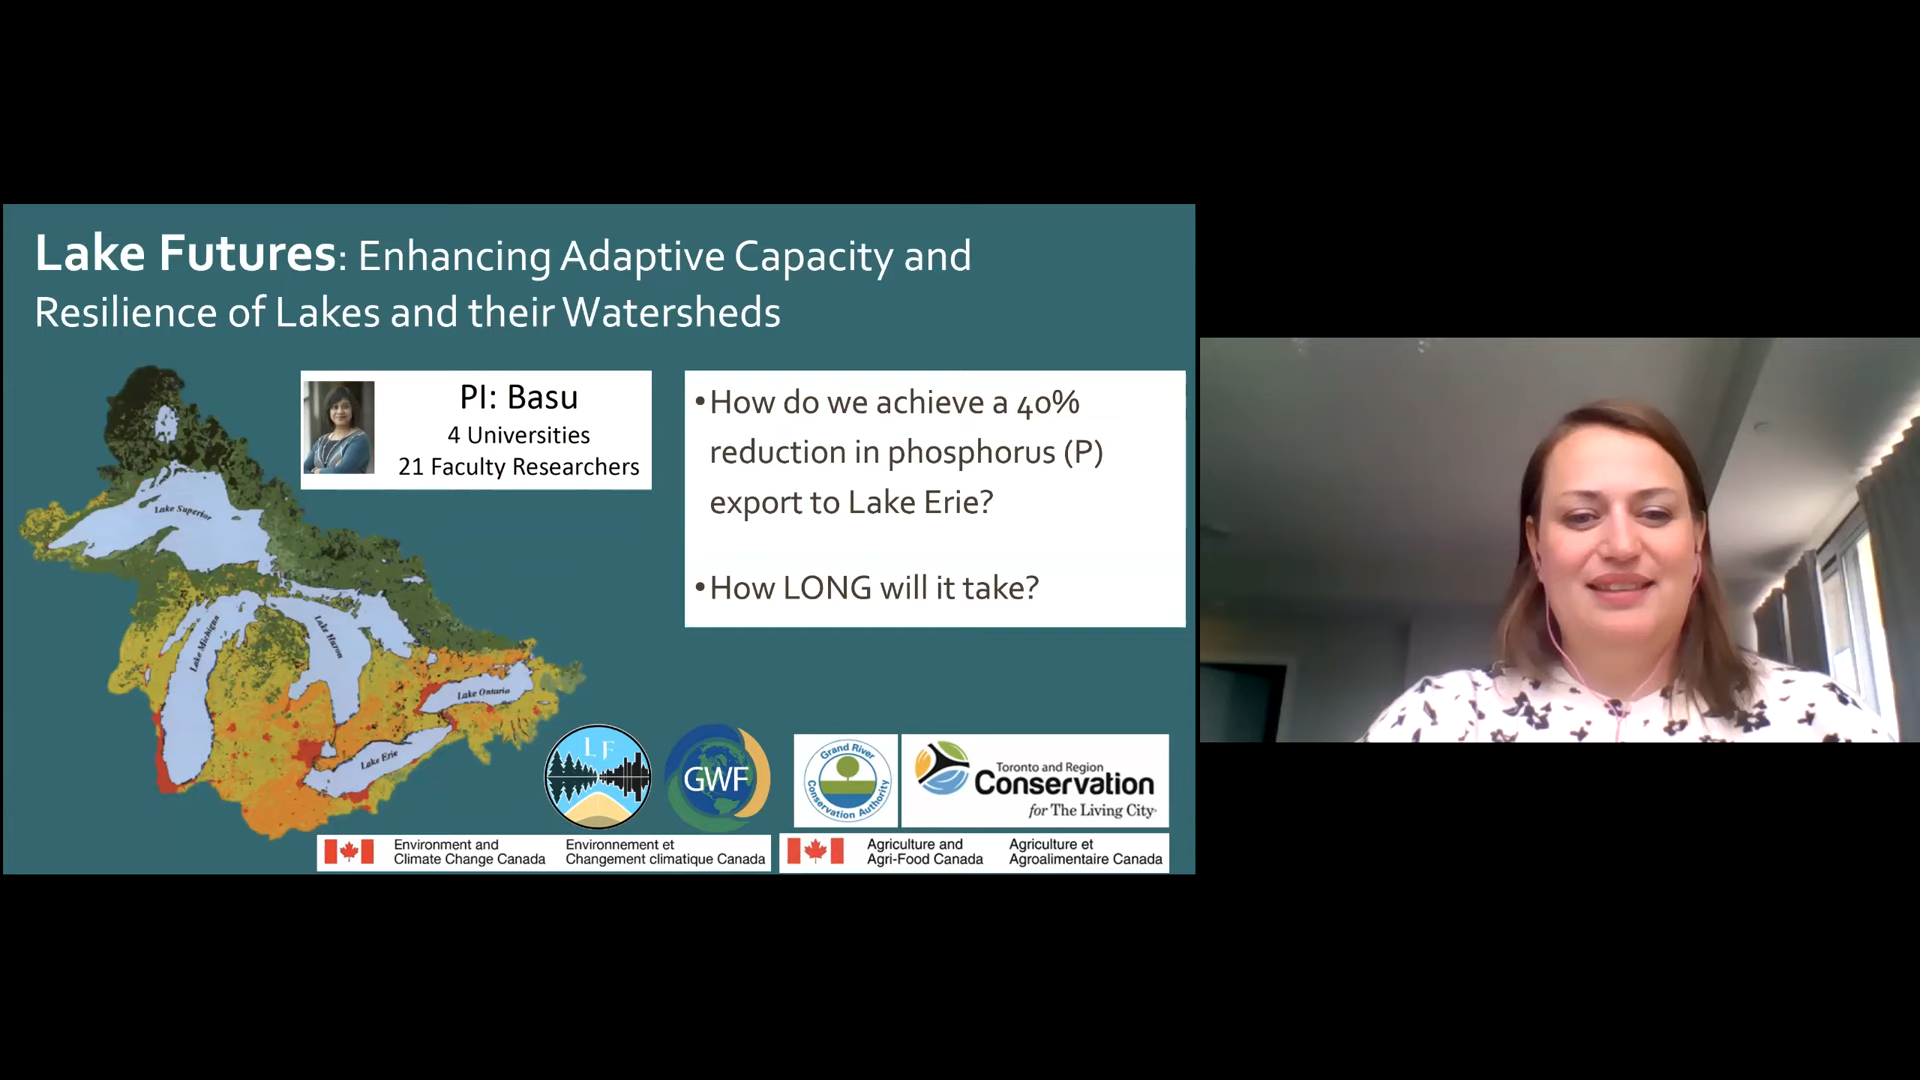 Lake Futures: Enhancing Adaptive Capacity and
Resilience of Lakes and their Watersheds
PI: Basu
4 Universities
21 Faculty Researchers
•How do we achieve a 40%
reduction in phosphorus (P)
export to Lake Erie?
•How LONG will it take?
Lake Superior
Lake Michigan
Lake Huron
Lake Ontario
Lake Erie
LF
GWF
Grand River
Conservation Authority
Toronto and Region
Conservation
for The Living City
Environment and
Climate Change Canada
Environnement et
Changement climatique Canada
Agriculture and
Agri-Food Canada
Agriculture et
Agroalimentaire Canada